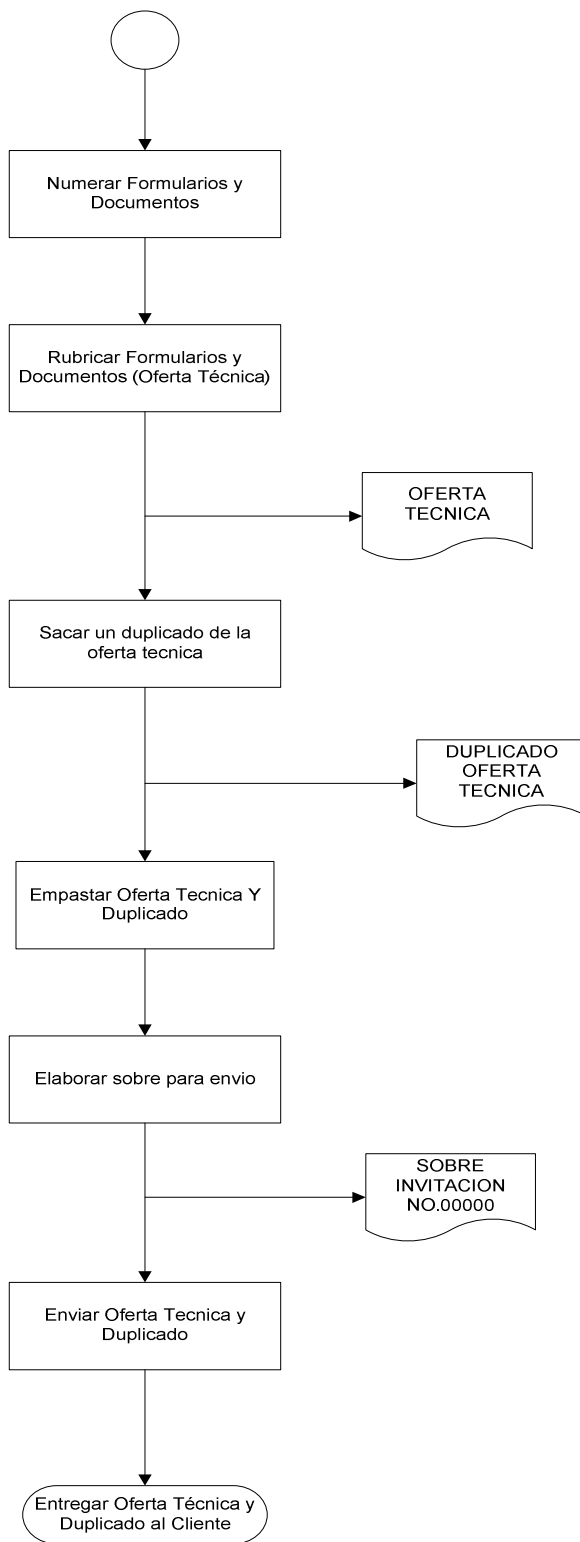 Numerar Formularios y
Documentos
Rubricar Formularios y
Documentos (Oferta Técnica)
OFERTA
TECNICA
Sacar un duplicado de la
oferta tecnica
DUPLICADO
OFERTA
TECNICA
Empastar Oferta Tecnica Y
Duplicado
Elaborar sobre para envio
SOBRE
INVITACION
NO.00000
Enviar Oferta Tecnica y
Duplicado
Entregar Oferta Técnica y
Duplicado al Cliente